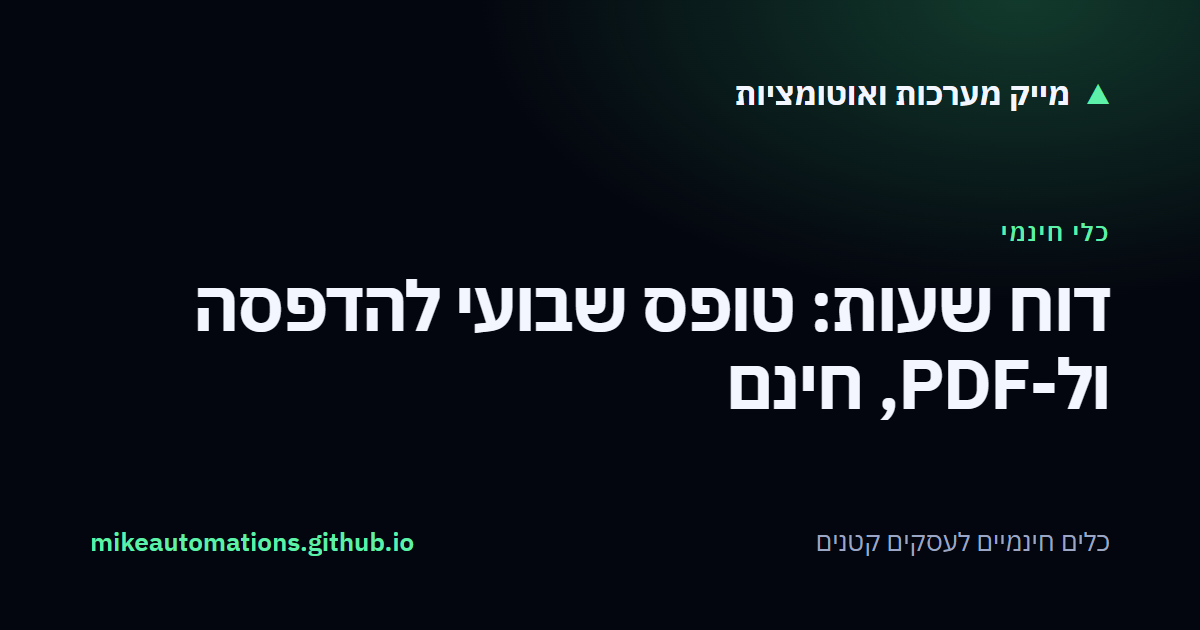 מייק מערכות ואוטומציות
כלי חינמי
דוח שעות: טופס שבועי להדפסה
ול-PDF, חינם
כלים חינמיים לעסקים קטנים
mikeautomations.github.io